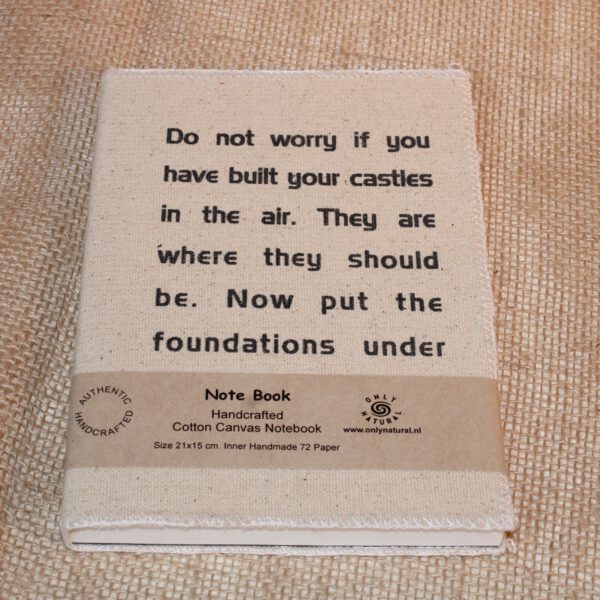 Do not worry if you
have built your castles
in the air. They are
where they should
be. Now put the
foundations under
AUTHENTIC
HANDCRAFTED
Note Book
Handcrafted
Cotton Canvas Notebook
Size 21x15 cm. Inner Handmade 72 Paper
ONLY
NATURAL
www.onlynatural.nl